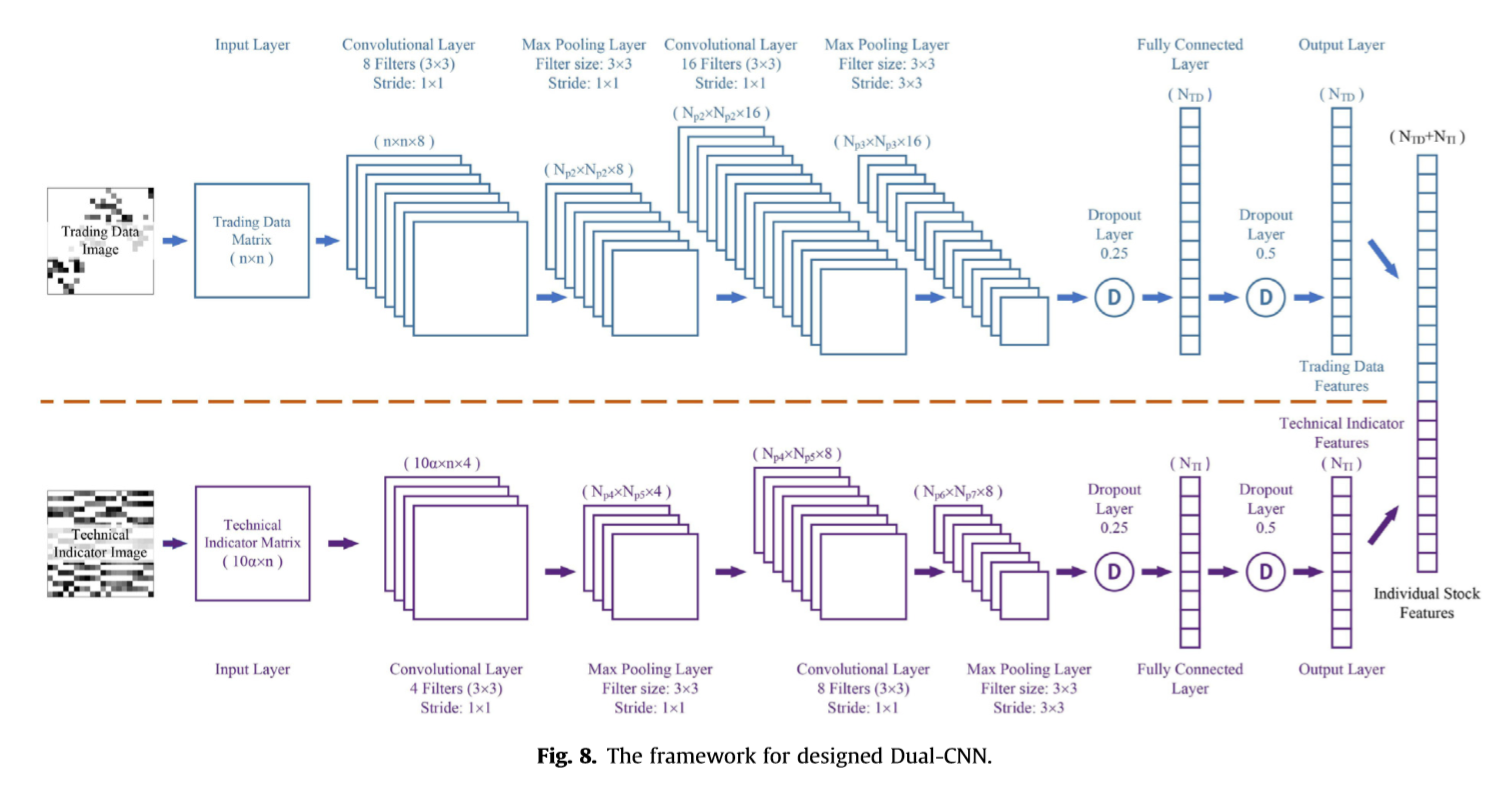 Input Layer
Convolutional Layer
8 Filters (3×3)
Stride: 1×1
Max Pooling Layer
Filter size: 3×3
Stride: 1×1
Convolutional Layer
16 Filters (3×3)
Stride: 1×1
Max Pooling Layer
Filter size: 3×3
Stride: 3×3
Fully Connected
Layer
Output Layer
( n×n×8 )
( Np2×Np2×8 )
( Np2×Np2×16 )
( Np3×Np3×16 )
( NTD )
( NTD )
( NTD+NTI )
Trading Data
Image
Trading Data
Matrix
( n×n )
Dropout
Layer
0.25
D
Dropout
Layer
0.5
D
Trading Data
Features
Technical Indicator
Features
( 10α×n×4 )
( Np4×Np5×4 )
( Np4×Np5×8 )
( Np6×Np7×8 )
( NTI )
( NTI )
Technical
Indicator Image
Technical
Indicator Matrix
( 10α×n )
Dropout
Layer
0.25
D
Dropout
Layer
0.5
D
Individual Stock
Features
Input Layer
Convolutional Layer
4 Filters (3×3)
Stride: 1×1
Max Pooling Layer
Filter size: 3×3
Stride: 1×1
Convolutional Layer
8 Filters (3×3)
Stride: 1×1
Max Pooling Layer
Filter size: 3×3
Stride: 3×3
Fully Connected
Layer
Output Layer
Fig. 8. The framework for designed Dual-CNN.